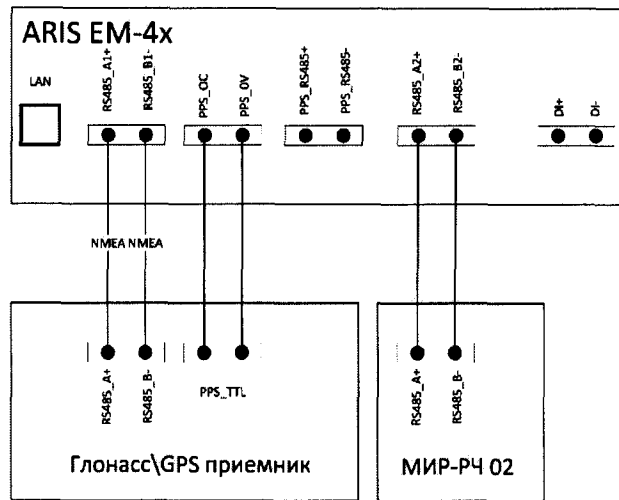 ARIS EM-4x
LAN
RS485_A1+
RS485_B1-
PPS_OC
PPS_0V
PPS_RS485+
PPS_RS485-
RS485_A2+
RS485_B2-
DI+
DI-
NMEA NMEA
RS485_A+
RS485_B-
PPS_TTL
RS485_A+
RS485_B-
Глонасс\GPS приемник
МИР-РЧ 02